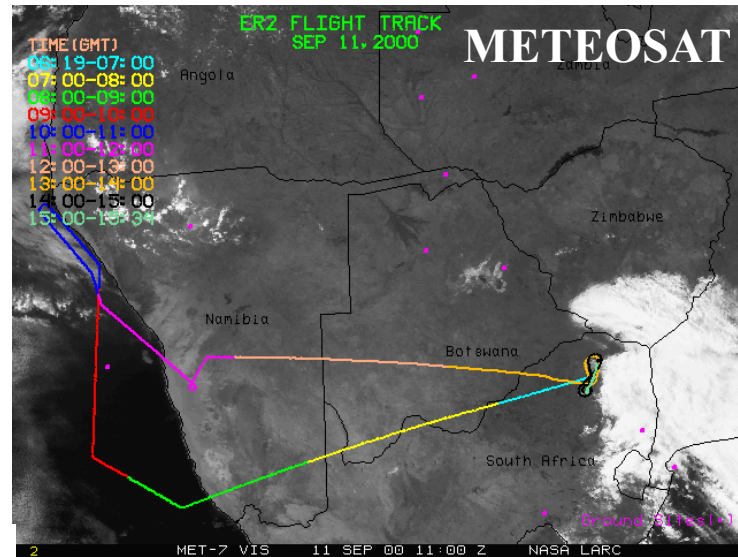 ER2 FLIGHT TRACK
SEP 11,2000
METEOSAT
TIME(GMT)
06:19-07:00
07:00-08:00
08:00-09:00
09:00-10:00
10:00-11:00
11:00-12:00
12:00-13:00
13:00-14:00
14:00-15:00
15:00-15:34
Angola
Zambia
Zimbabwe
Namibia
Botswana
South Africa
Ground Sites(*)
2 MET-7 VIS 11 SEP 00 11:00 Z NASA LARC